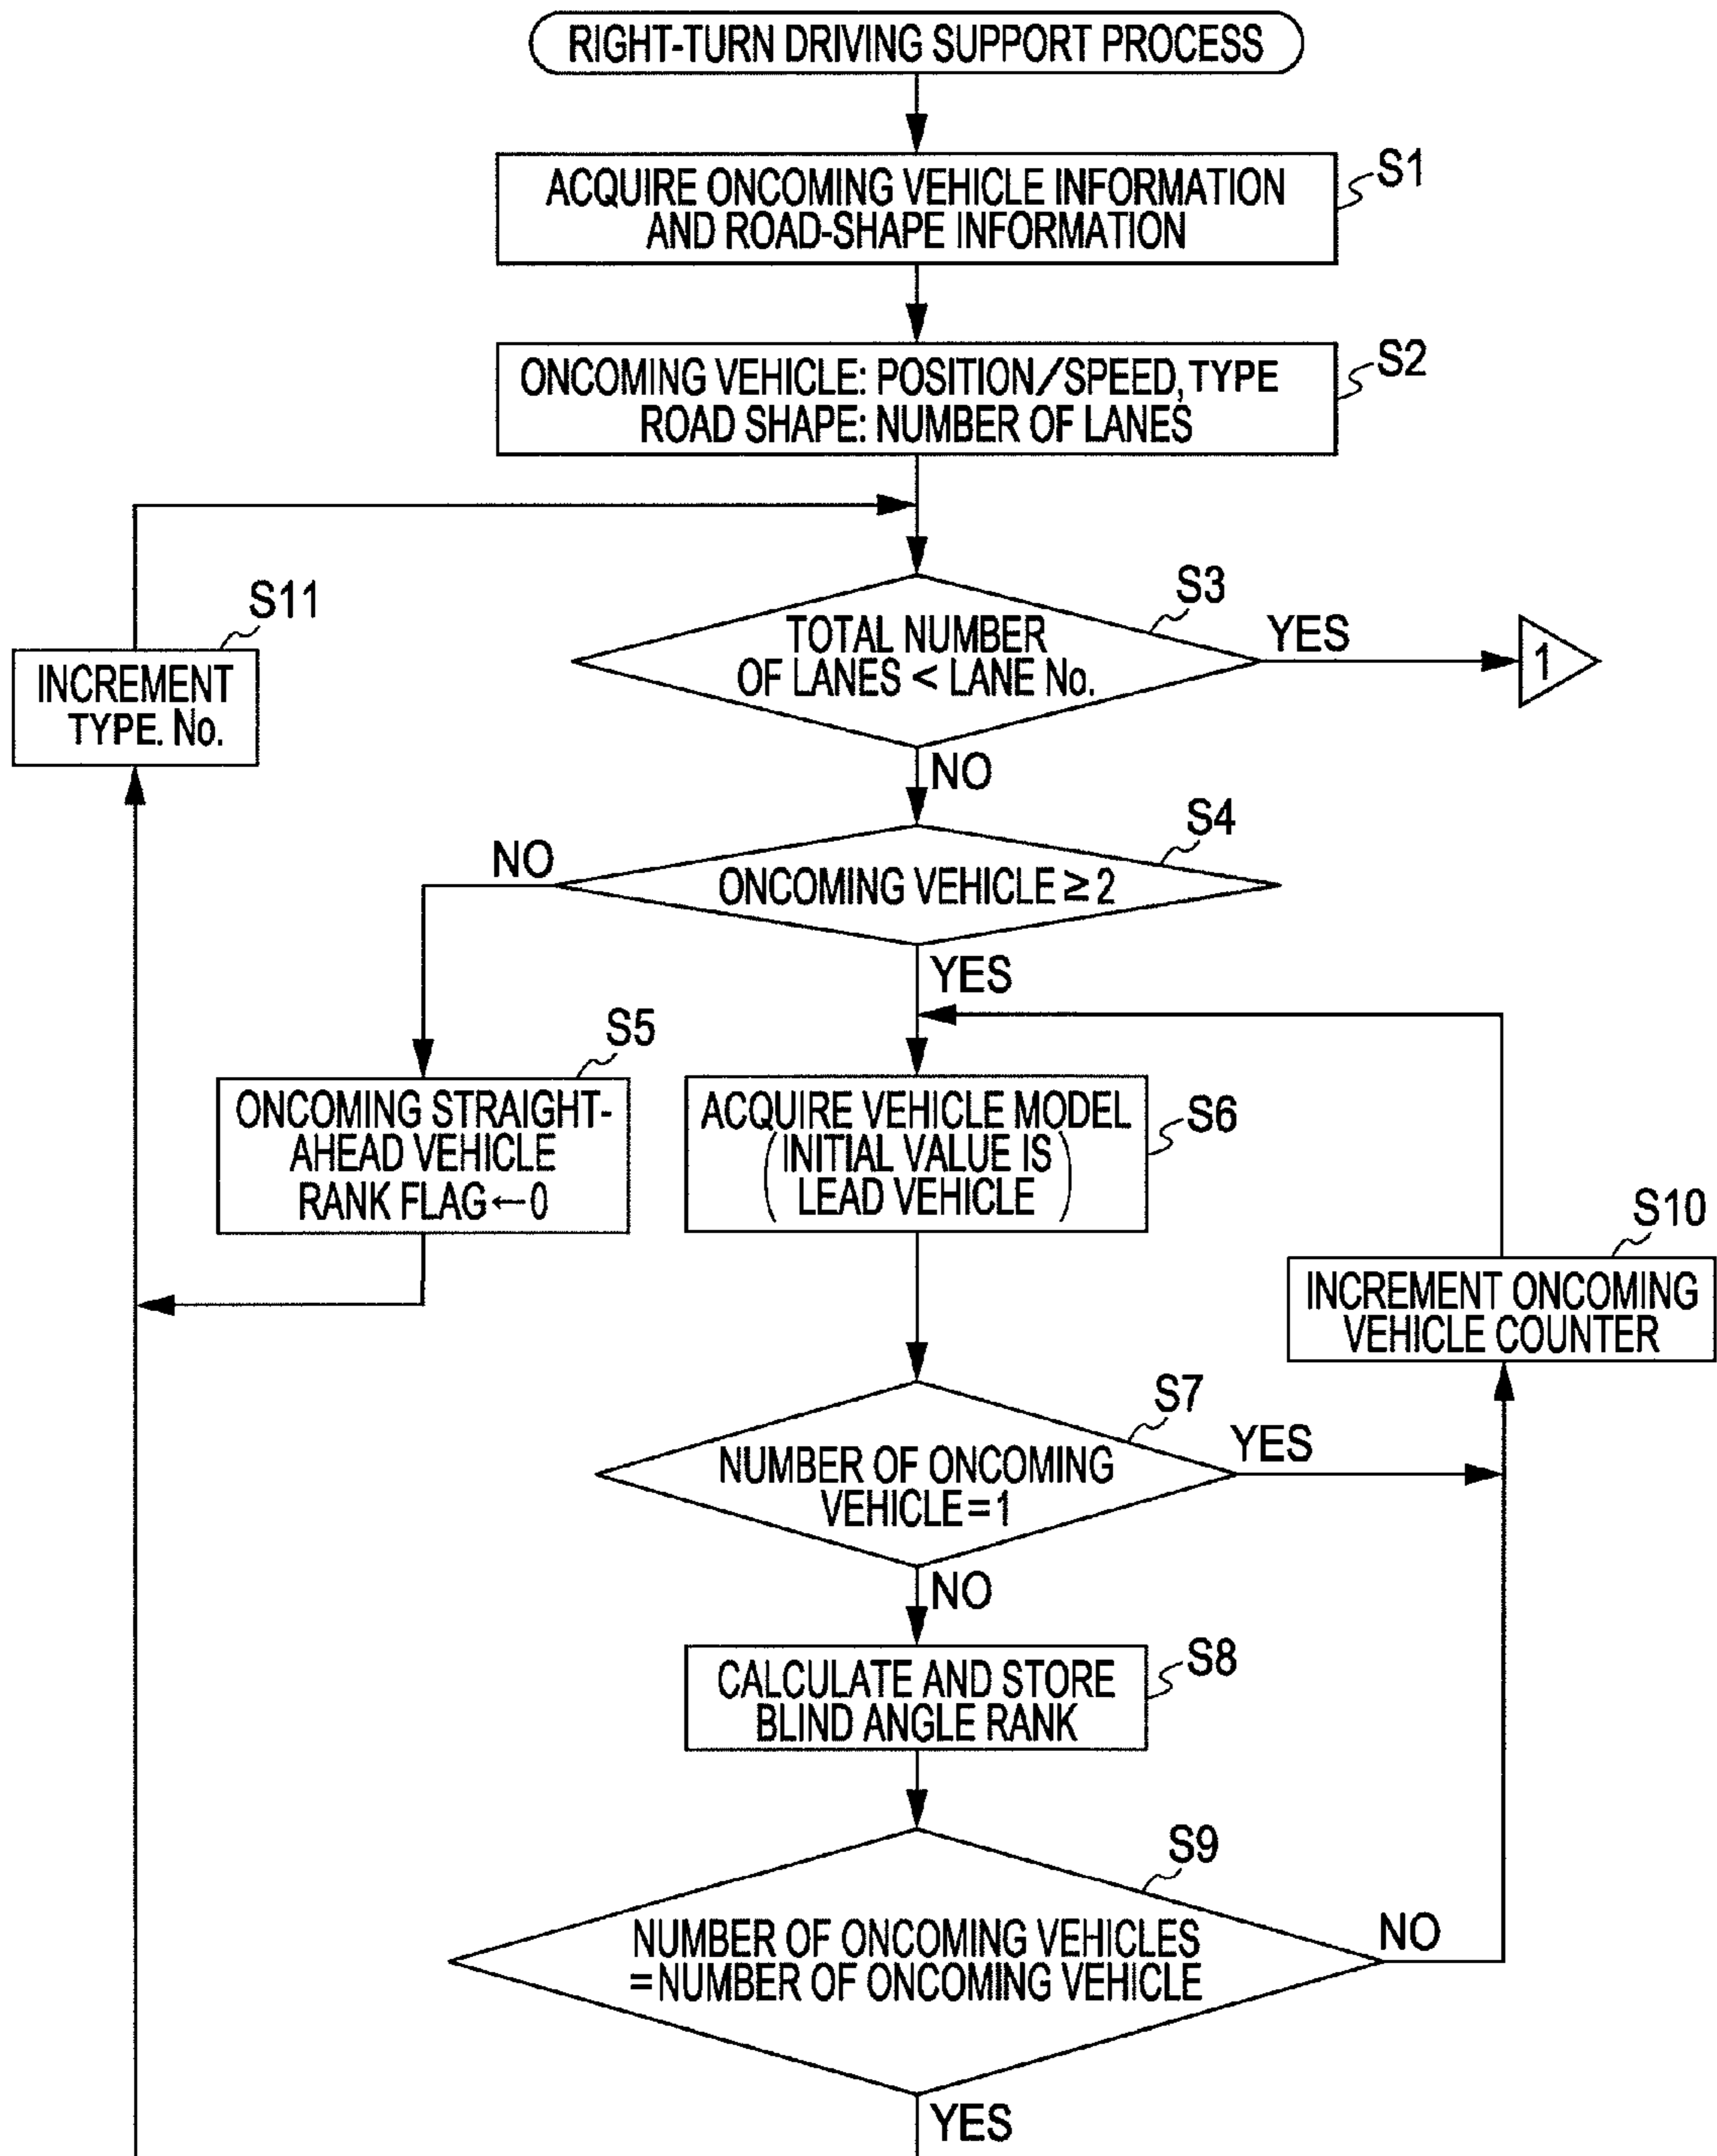 RIGHT-TURN DRIVING SUPPORT PROCESS
S1
ACQUIRE ONCOMING VEHICLE INFORMATION
AND ROAD-SHAPE INFORMATION
S2
ONCOMING VEHICLE: POSITION/SPEED, TYPE
ROAD SHAPE: NUMBER OF LANES
S11
INCREMENT
TYPE. No.
S3
TOTAL NUMBER
OF LANES < LANE No.
YES
1
NO
S4
ONCOMING VEHICLE ≥ 2
NO
YES
S5
ONCOMING STRAIGHT-
AHEAD VEHICLE
RANK FLAG ← 0
S6
ACQUIRE VEHICLE MODEL
(INITIAL VALUE IS
LEAD VEHICLE)
S10
INCREMENT ONCOMING
VEHICLE COUNTER
S7
NUMBER OF ONCOMING
VEHICLE = 1
YES
NO
S8
CALCULATE AND STORE
BLIND ANGLE RANK
S9
NUMBER OF ONCOMING VEHICLES
= NUMBER OF ONCOMING VEHICLE
NO
YES